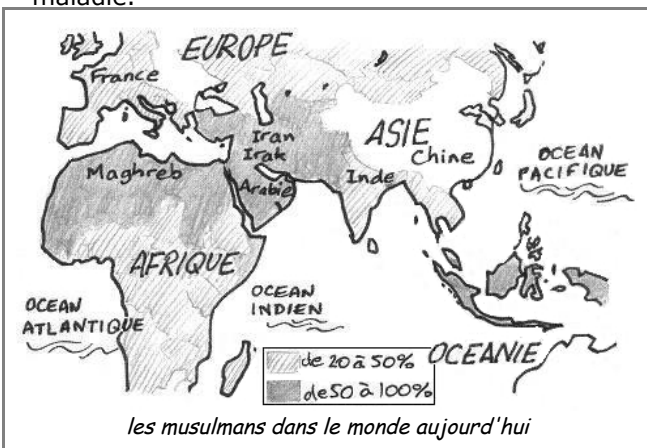 maladie.
EUROPE
France
Iran
Irak
ASIE
Chine
OCEAN
PACIFIQUE
Maghreb
Arabie
Inde
AFRIQUE
OCEAN
INDIEN
OCEAN
ATLANTIQUE
OCEANIE
de 20 à 50%
de 50 à 100%
les musulmans dans le monde aujourd'hui